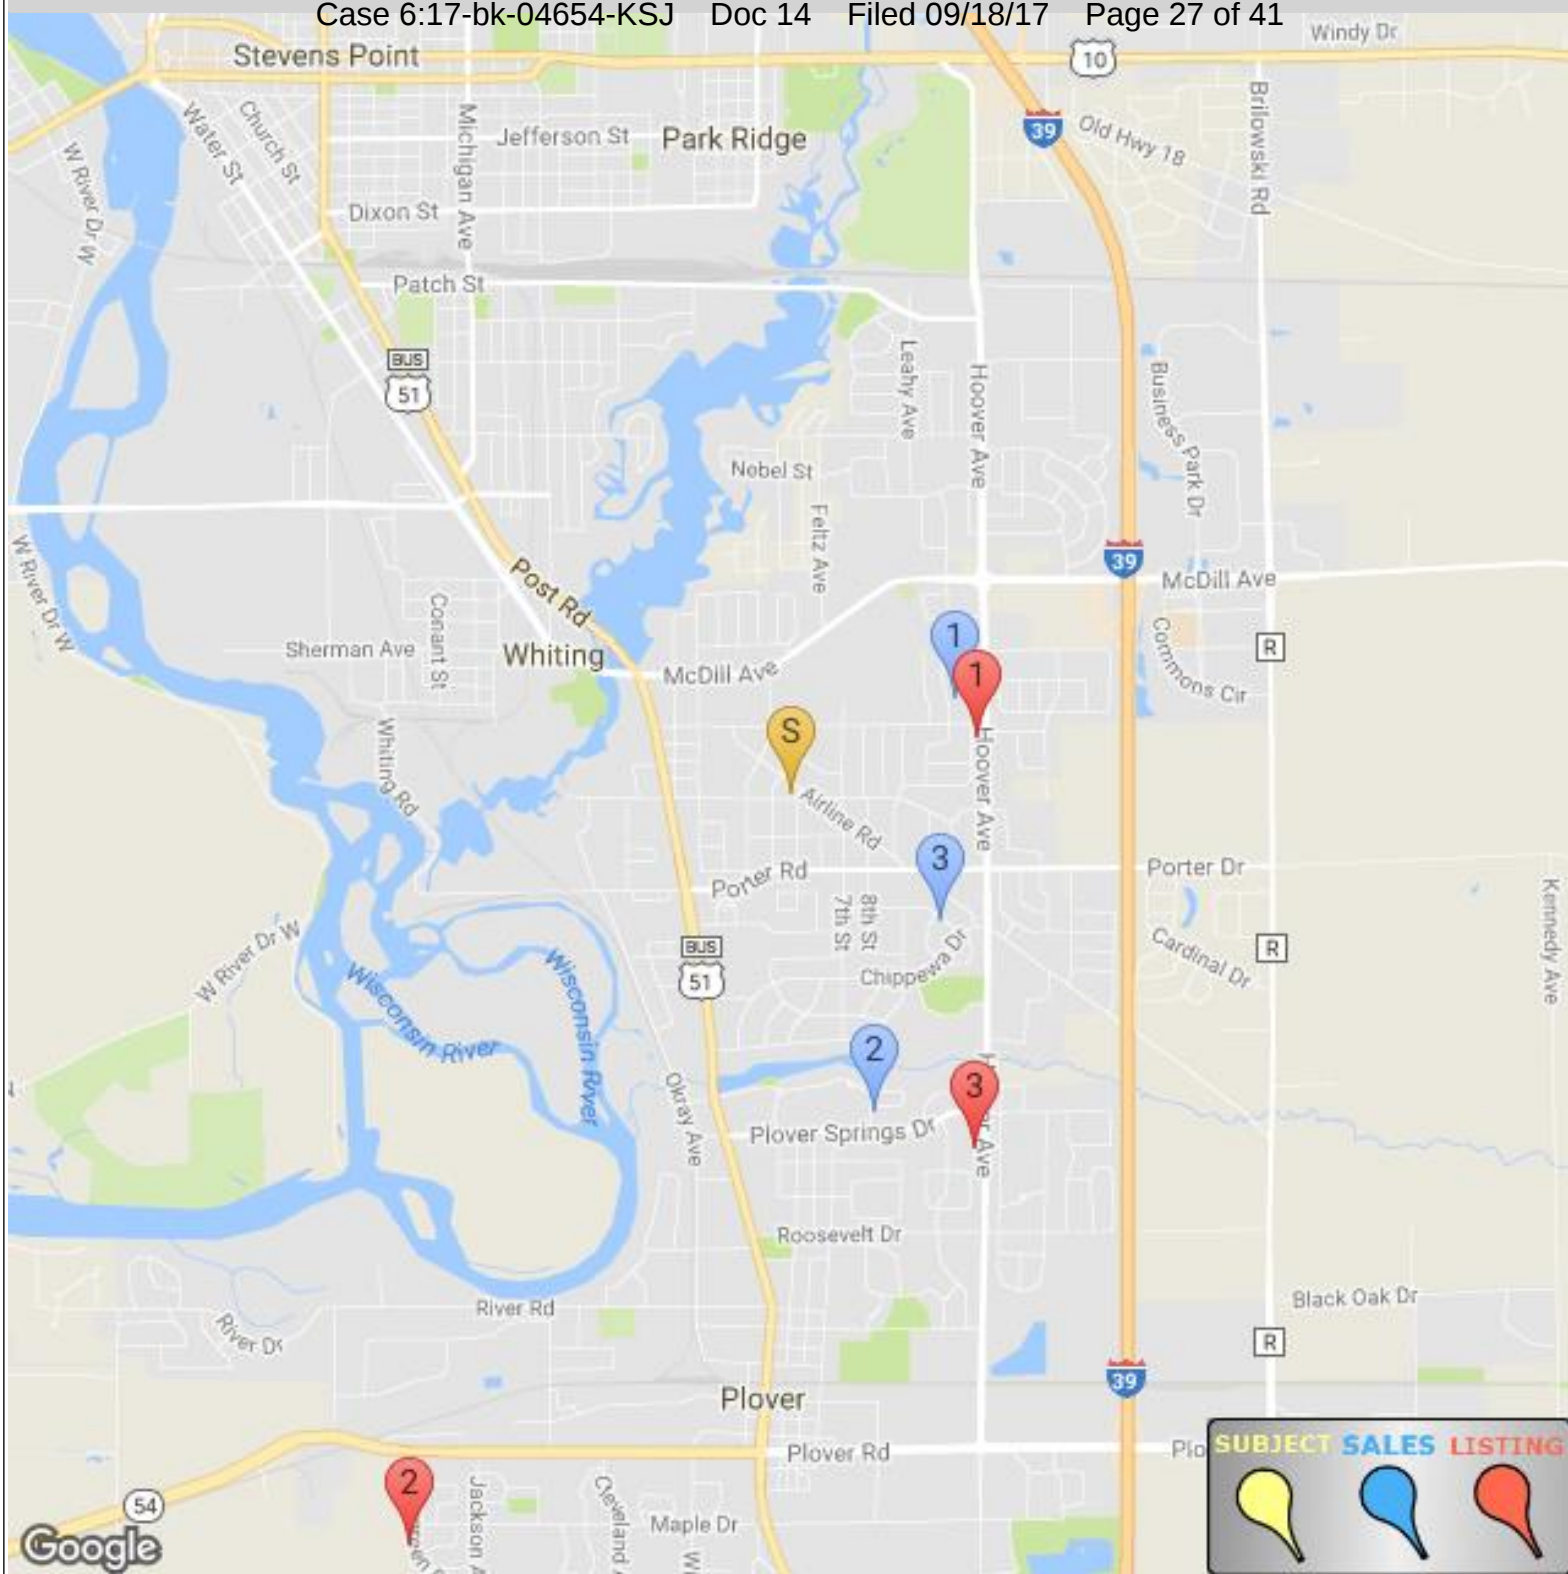 Case 6:17-bk-04654-KSJ Doc 14 Filed 09/18/17 Page 27 of 41
Windy Dr
Stevens Point
10
Michigan Ave
Brilowski Rd
Water St
Church St
Jefferson St
Park Ridge
39
Old Hwy 18
W River Dr W
Dixon St
Patch St
BUS
51
Leahy Ave
Hoover Ave
Business Park Dr
Nebel St
Feltz Ave
W River Dr W
Post Rd
39
McDill Ave
Conant St
1
Commons Cir
Sherman Ave
Whiting
R
McDill Ave
1
Whiting Rd
S
Hoover Ave
Airline Rd
3
Porter Rd
Porter Dr
Kennedy Ave
7th St
8th St
W River Dr W
BUS
51
Chippewa Dr
Cardinal Dr
R
Wisconsin River
Wisconsin River
2
Okray Ave
3
Plover Springs Dr
Ave
Roosevelt Dr
River Rd
Black Oak Dr
River Dr
R
39
Plover
Plover Rd
Plo
SUBJECT SALES LISTING
2
54
Jackson A
Cleveland
Maple Dr
Google